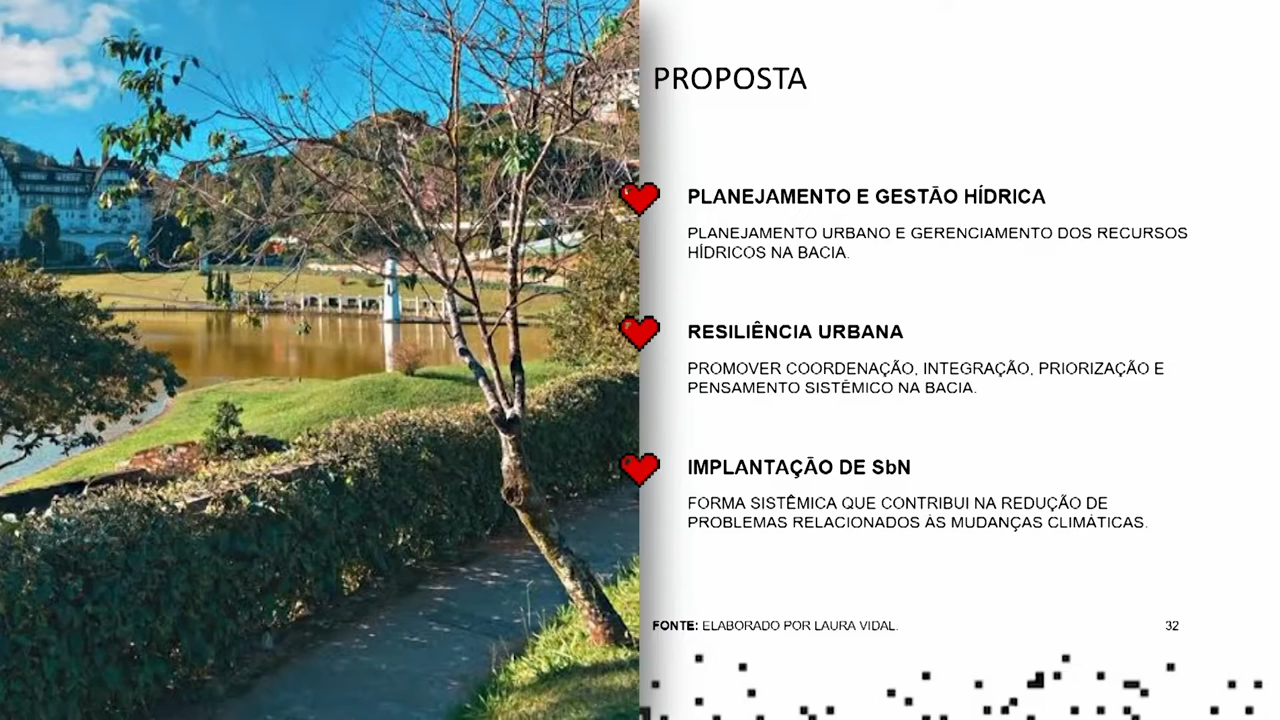 PROPOSTA
PLANEJAMENTO E GESTÃO HÍDRICA
PLANEJAMENTO URBANO E GERENCIAMENTO DOS RECURSOS
HÍDRICOS NA BACIA.
RESILIÊNCIA URBANA
PROMOVER COORDENAÇÃO, INTEGRAÇÃO, PRIORIZAÇÃO E
PENSAMENTO SISTÊMICO NA BACIA.
IMPLANTAÇÃO DE SbN
FORMA SISTÊMICA QUE CONTRIBUI NA REDUÇÃO DE
PROBLEMAS RELACIONADOS ÀS MUDANÇAS CLIMÁTICAS.
FONTE: ELABORADO POR LAURA VIDAL.
32